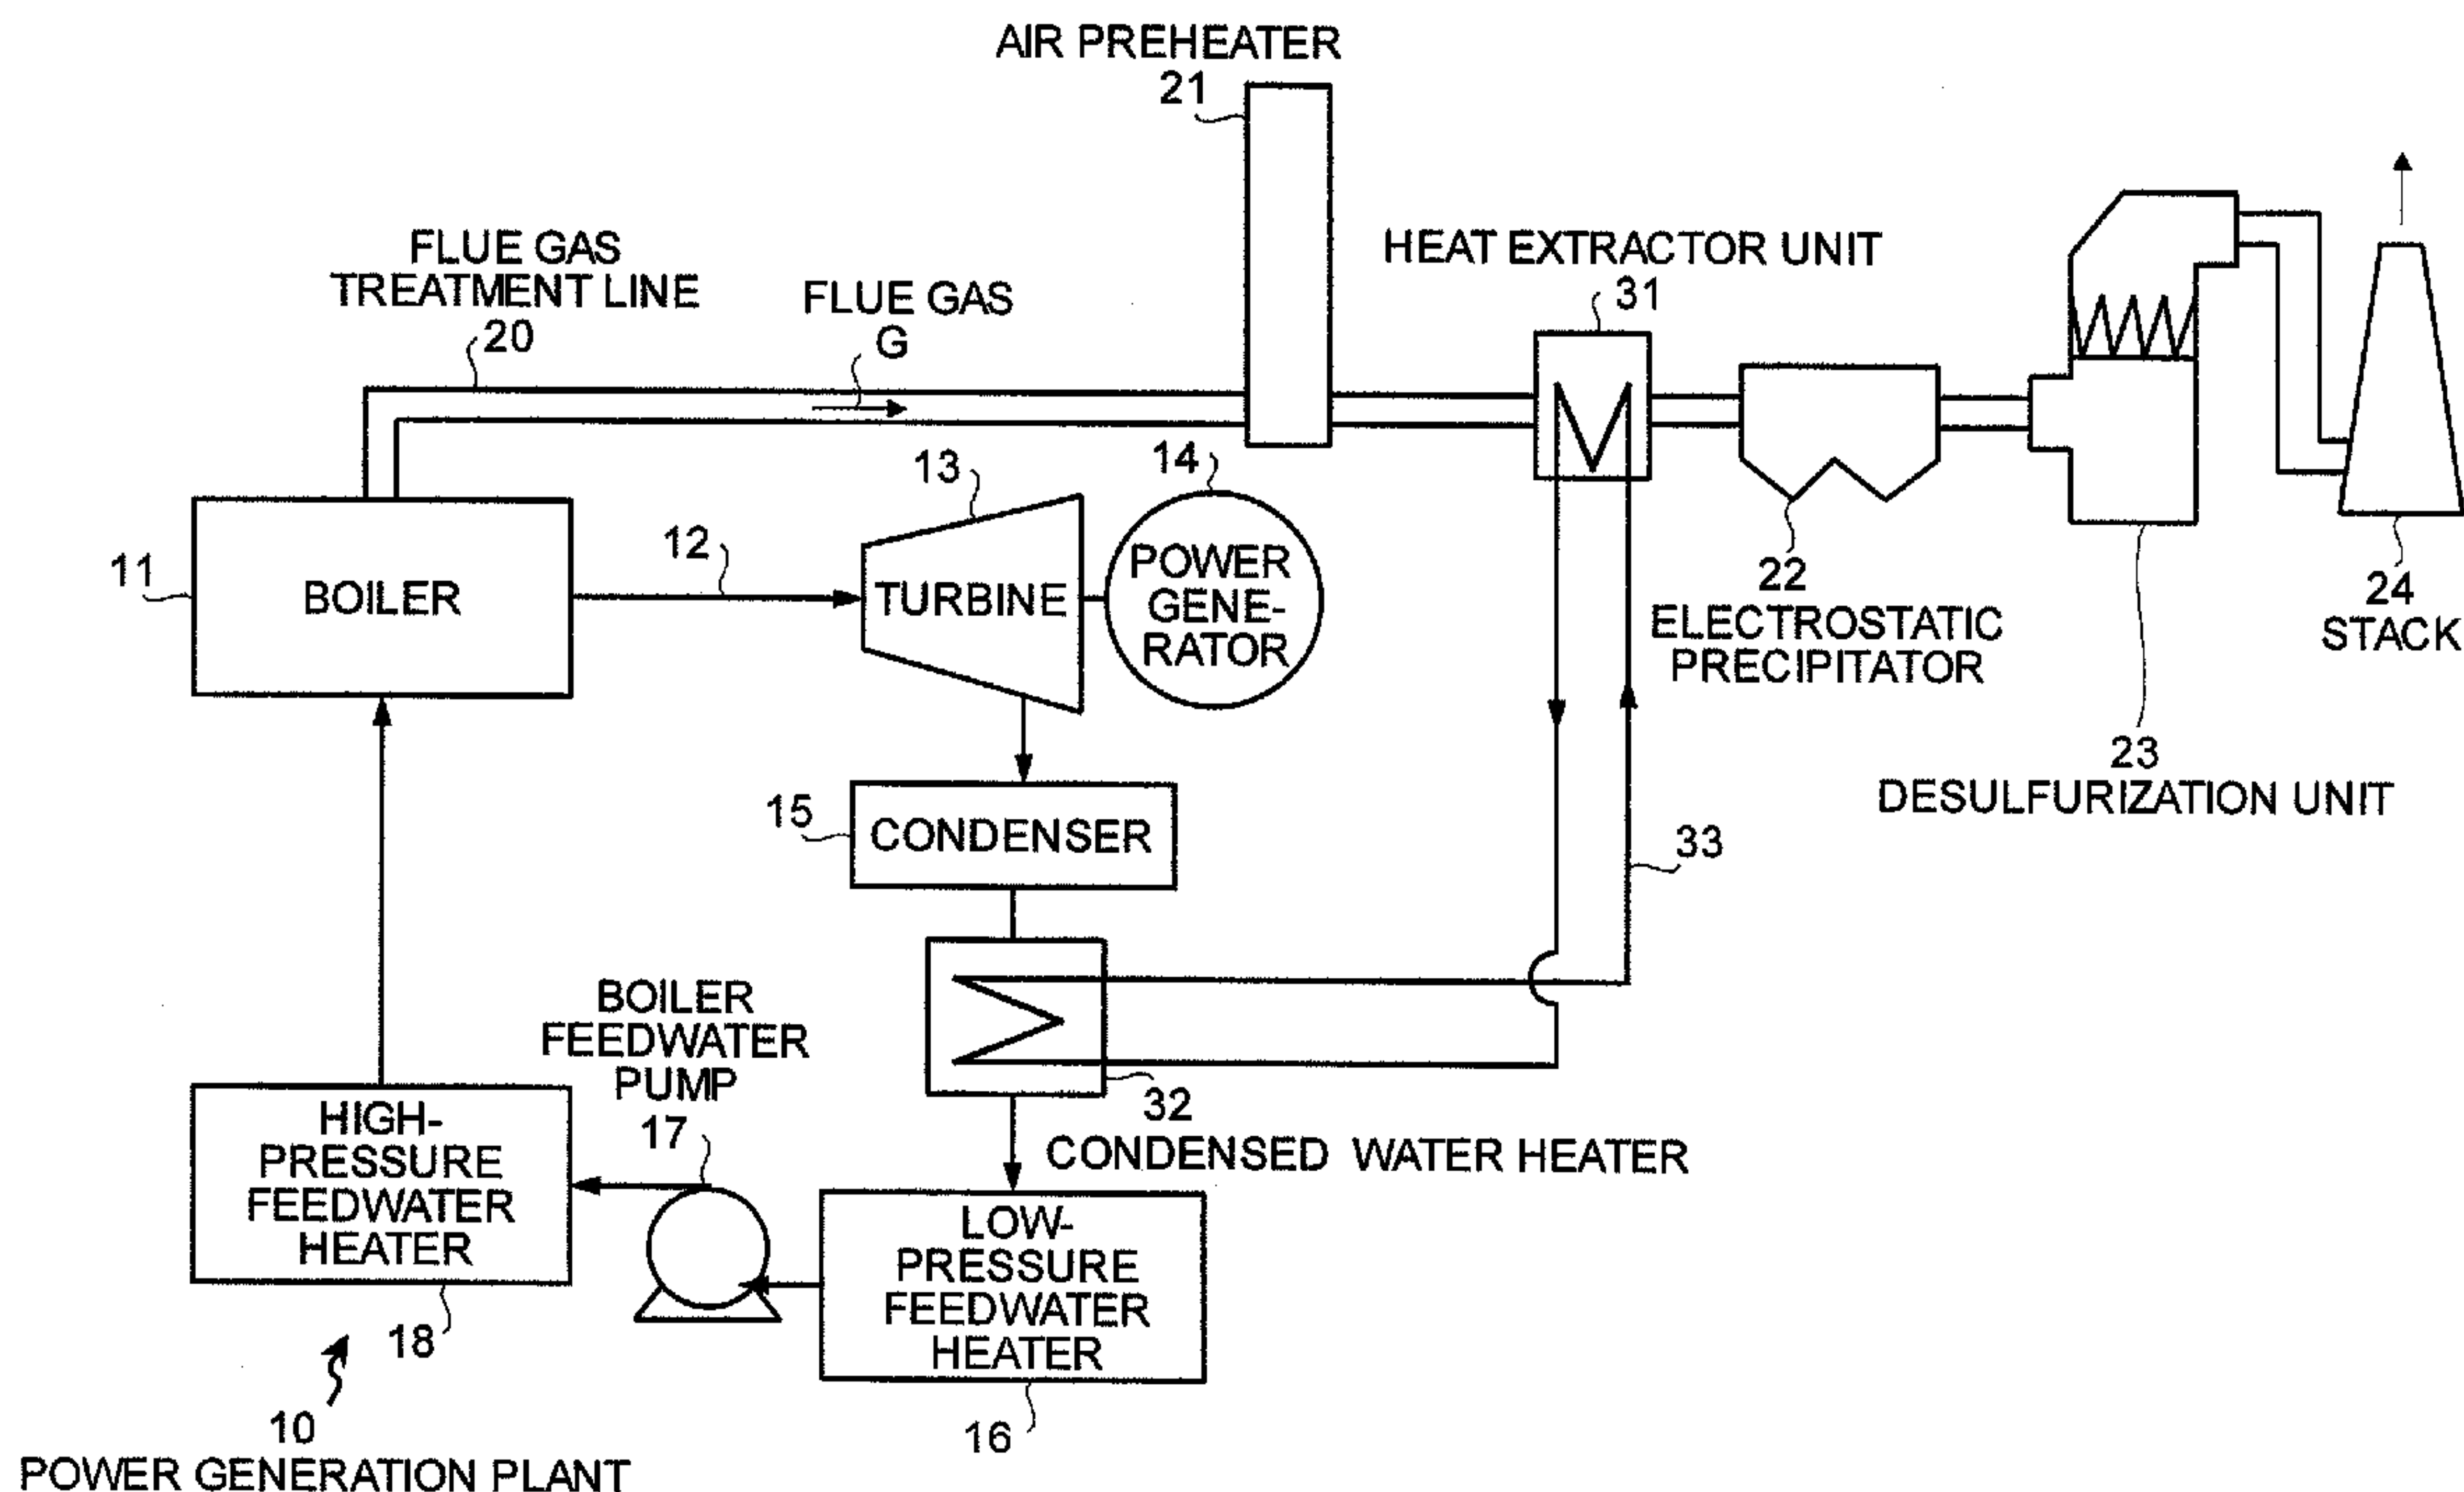 AIR PREHEATER
21
FLUE GAS
TREATMENT LINE
20
FLUE GAS
G
HEAT EXTRACTOR UNIT
31
13
14
12
11
BOILER
TURBINE
POWER
GENE-
RATOR
22
ELECTROSTATIC
PRECIPITATOR
24
STACK
23
DESULFURIZATION UNIT
15
CONDENSER
33
BOILER
FEEDWATER
PUMP
17
32
CONDENSED WATER HEATER
HIGH-
PRESSURE
FEEDWATER
HEATER
LOW-
PRESSURE
FEEDWATER
HEATER
18
16
10
POWER GENERATION PLANT